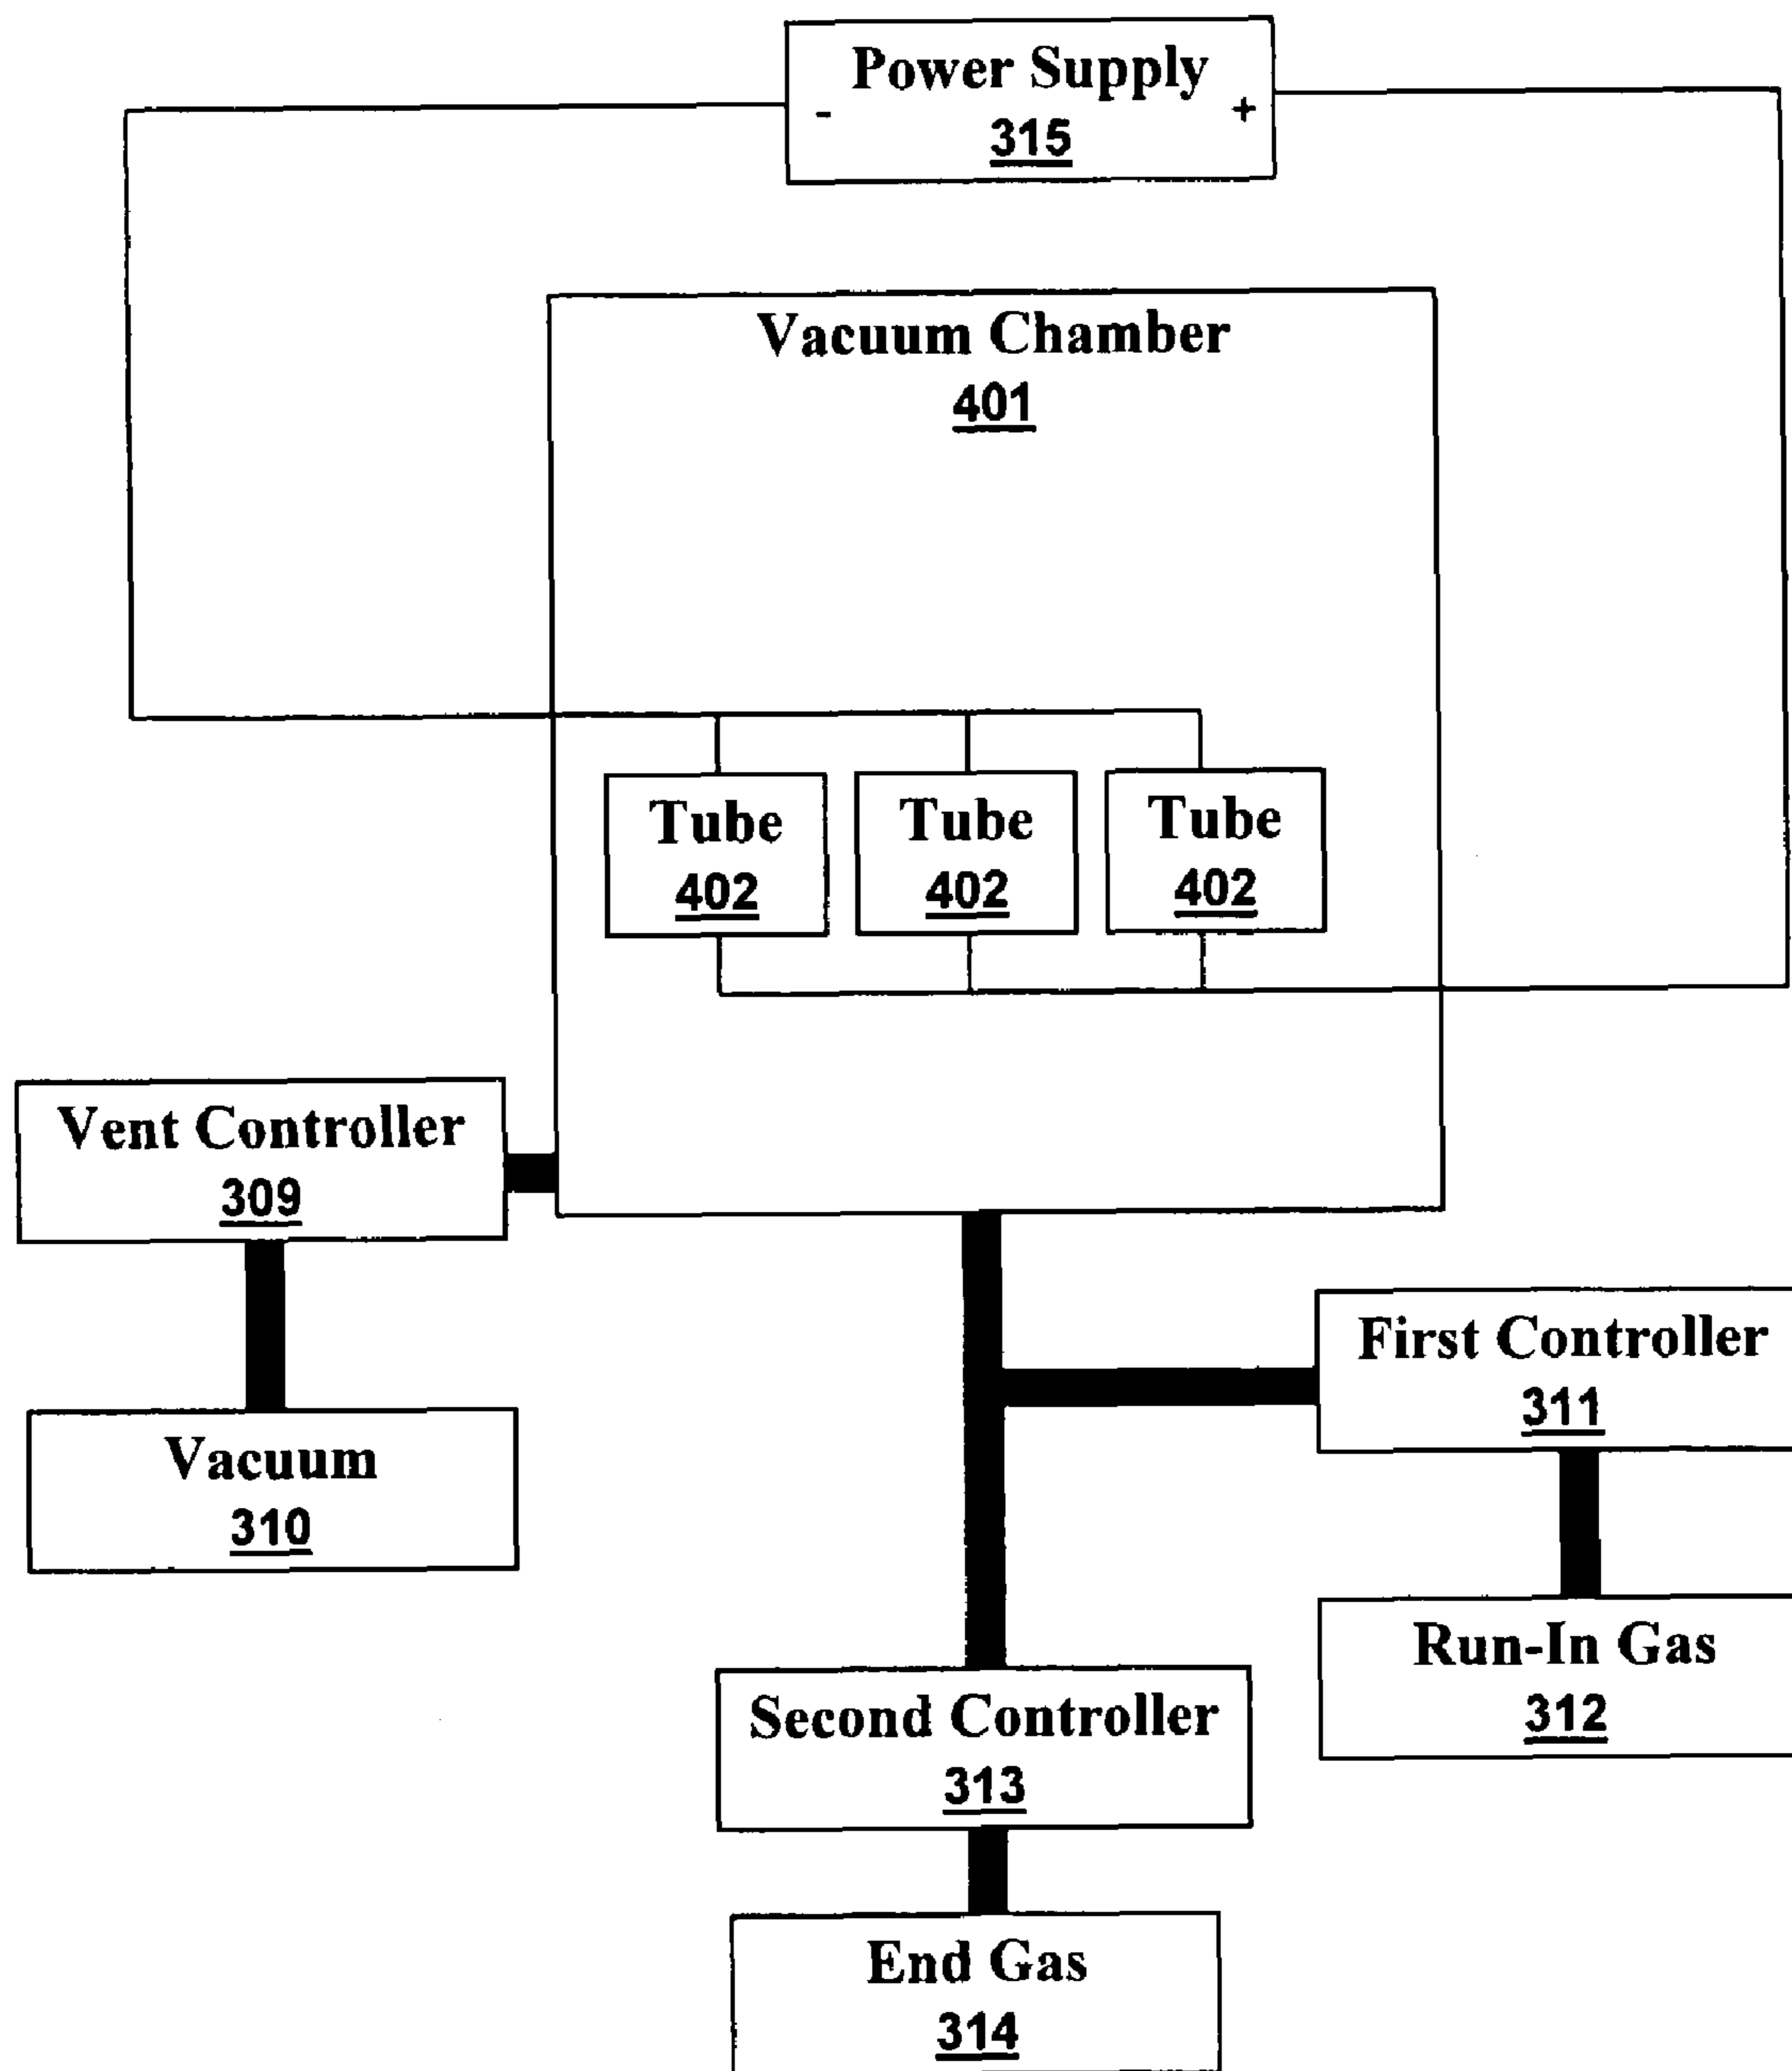 Power Supply
- +
315
Vacuum Chamber
401
Tube Tube Tube
402 402 402
Vent Controller
309
First Controller
311
Vacuum
310
Run-In Gas
312
Second Controller
313
End Gas
314